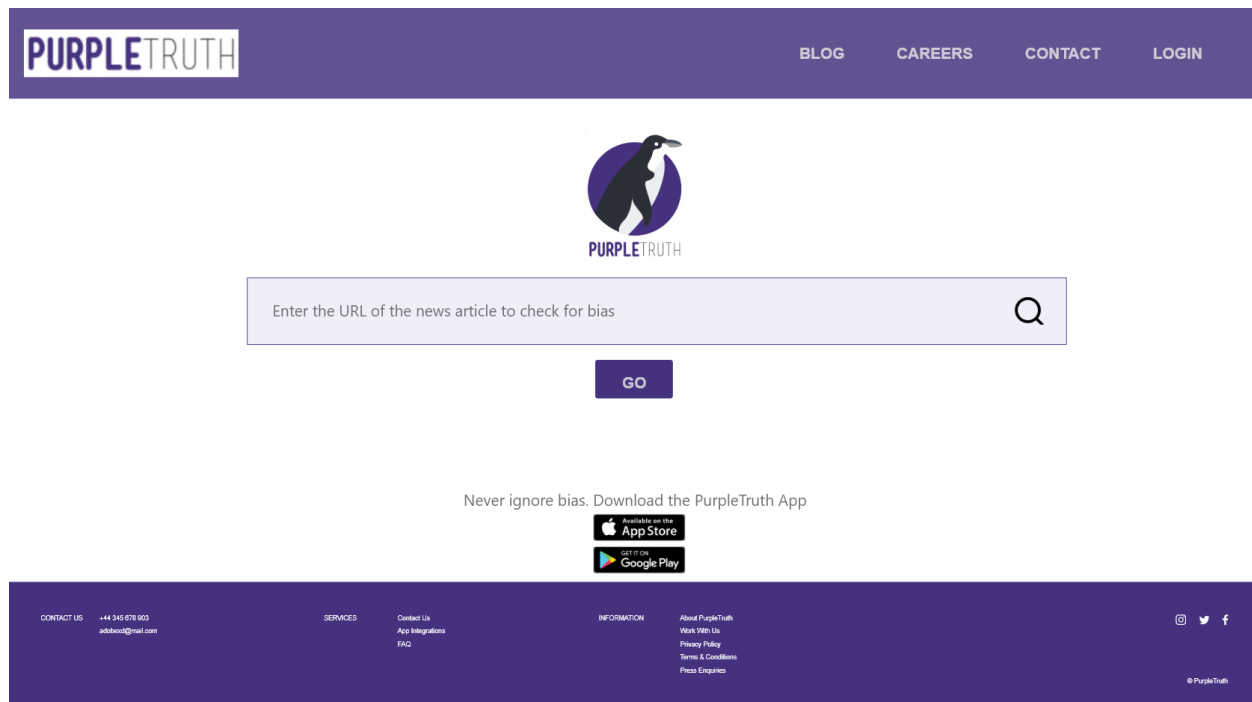 PURPLETRUTH
BLOG CAREERS CONTACT LOGIN
PURPLETRUTH
Enter the URL of the news article to check for bias
GO
Never ignore bias. Download the PurpleTruth App
Available on the
App Store
GET IT ON
Google Play
CONTACT US
+44 345 678 903
adobexd@mail.com
SERVICES
Contact Us
App Integrations
FAQ
INFORMATION
About PurpleTruth
Work With Us
Privacy Policy
Terms & Conditions
Press Enquiries
© PurpleTruth